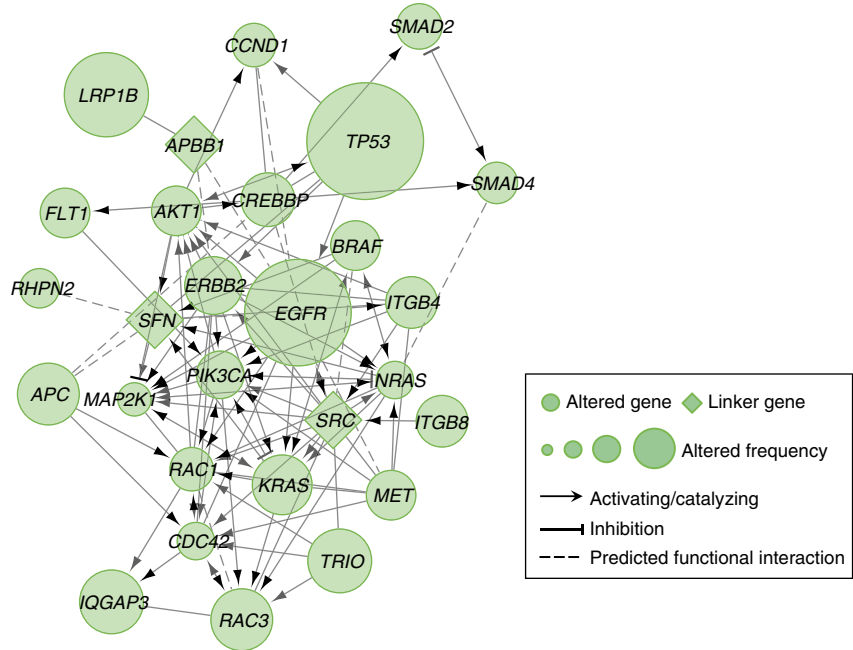 SMAD2
CCND1
LRP1B
TP53
APBB1
SMAD4
CREBBP
FLT1
AKT1
BRAF
RHPN2
ERBB2
ITGB4
EGFR
SFN
PIK3CA
NRAS
APC
MAP2K1
SRC
ITGB8
RAC1
KRAS
MET
CDC42
TRIO
IQGAP3
RAC3
Altered gene Linker gene
Altered frequency
Activating/catalyzing
Inhibition
Predicted functional interaction